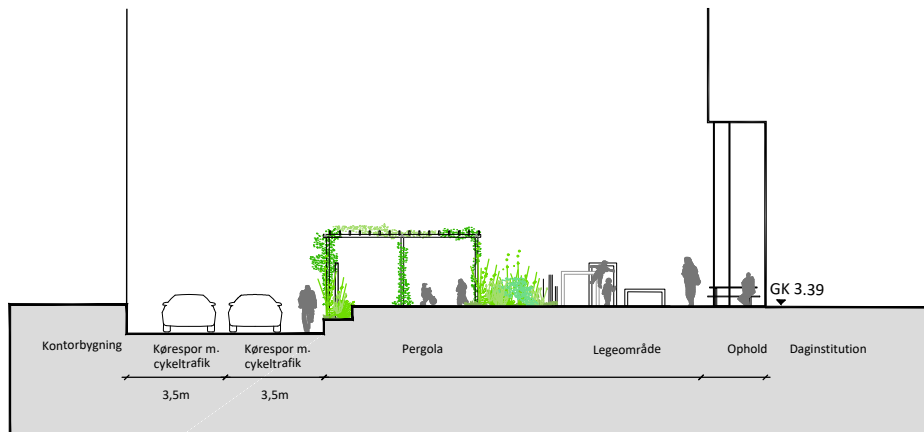 GK 3.39
Kontorbygning
Kørespor m.
cykeltrafik
Kørespor m.
cykeltrafik
Pergola
Legeområde
Ophold
Daginstitution
3,5m
3,5m